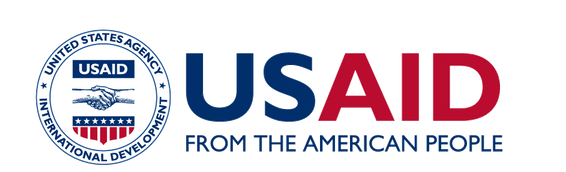 UNITED STATES AGENCY
USAID
INTERNATIONAL DEVELOPMENT
USAID
FROM THE AMERICAN PEOPLE